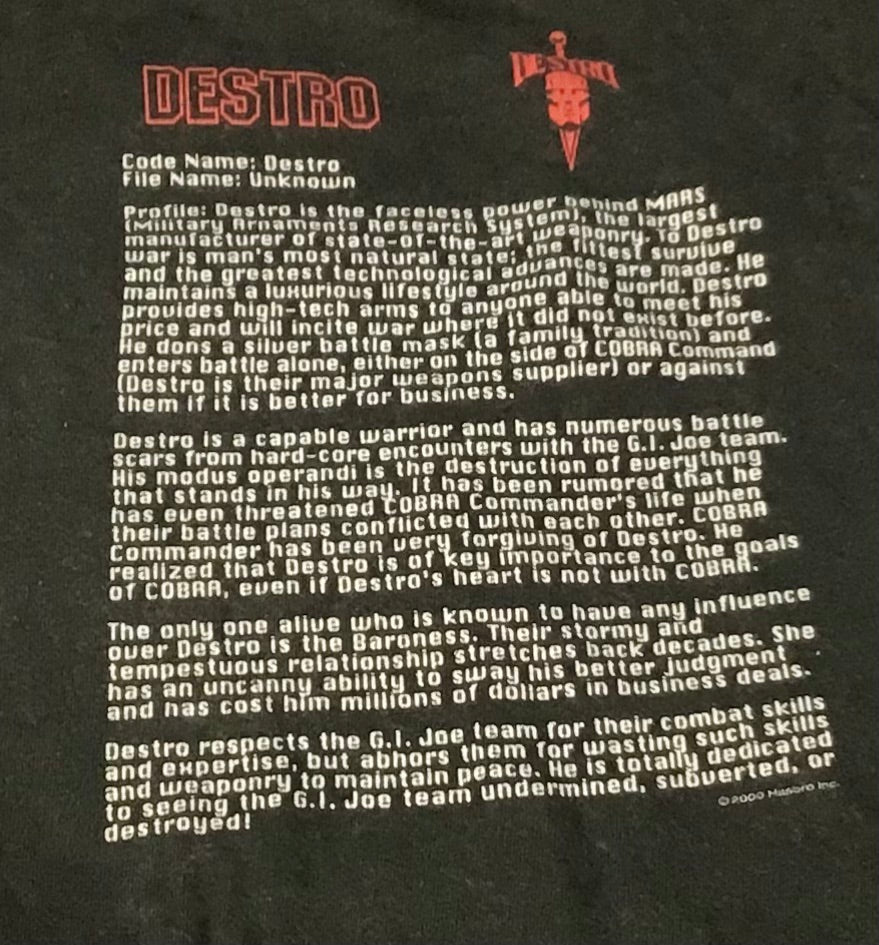 DESTRO
DESTRO
Code Name: Destro
File Name: Unknown
Profile: Destro is the faceless power behind MARS
(Military Armaments Research System), the largest
manufacturer of state-of-the-art weaponry. To Destro
war is man's most natural state; the fittest survive
and the greatest technological advances are made. He
maintains a luxurious lifestyle around the world. Destro
provides high-tech arms to anyone able to meet his
price and will incite war where it did not exist before.
He dons a silver battle mask (a family tradition) and
enters battle alone, either on the side of COBRA Command
(Destro is their major weapons supplier) or against
them if it is better for business.
Destro is a capable warrior and has numerous battle
scars from hard-core encounters with the G.I. Joe team.
His modus operandi is the destruction of everything
that stands in his way. It has been rumored that he
has even threatened COBRA Commander's life when
their battle plans conflicted with each other. COBRA
Commander has been very forgiving of Destro. He
realized that Destro is of key importance to the goals
of COBRA, even if Destro's heart is not with COBRA.
The only one alive who is known to have any influence
over Destro is the Baroness. Their stormy and
tempestuous relationship stretches back decades. She
has an uncanny ability to sway his better judgment
and has cost him millions of dollars in business deals.
Destro respects the G.I. Joe team for their combat skills
and expertise, but abhors them for wasting such skills
and weaponry to maintain peace. He is totally dedicated
to seeing the G.I. Joe team undermined, subverted, or
destroyed!
©2000 Hasbro Inc.